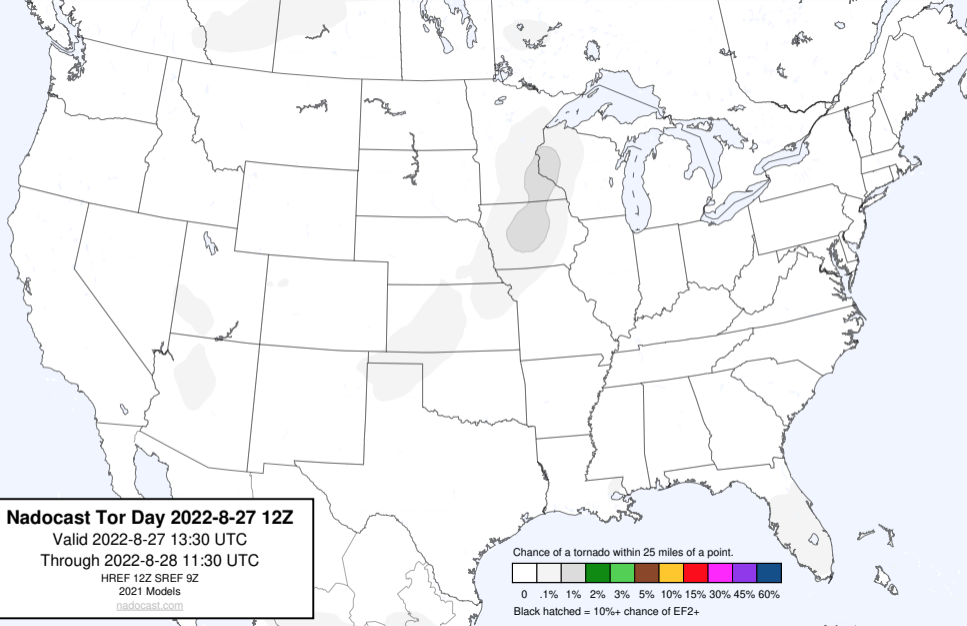 Nadocast Tor Day 2022-8-27 12Z
Valid 2022-8-27 13:30 UTC
Through 2022-8-28 11:30 UTC
HREF 12Z SREF 9Z
2021 Models
nadocast.com
Chance of a tornado within 25 miles of a point.
0 .1% 1% 2% 3% 5% 10% 15% 30% 45% 60%
Black hatched = 10%+ chance of EF2+